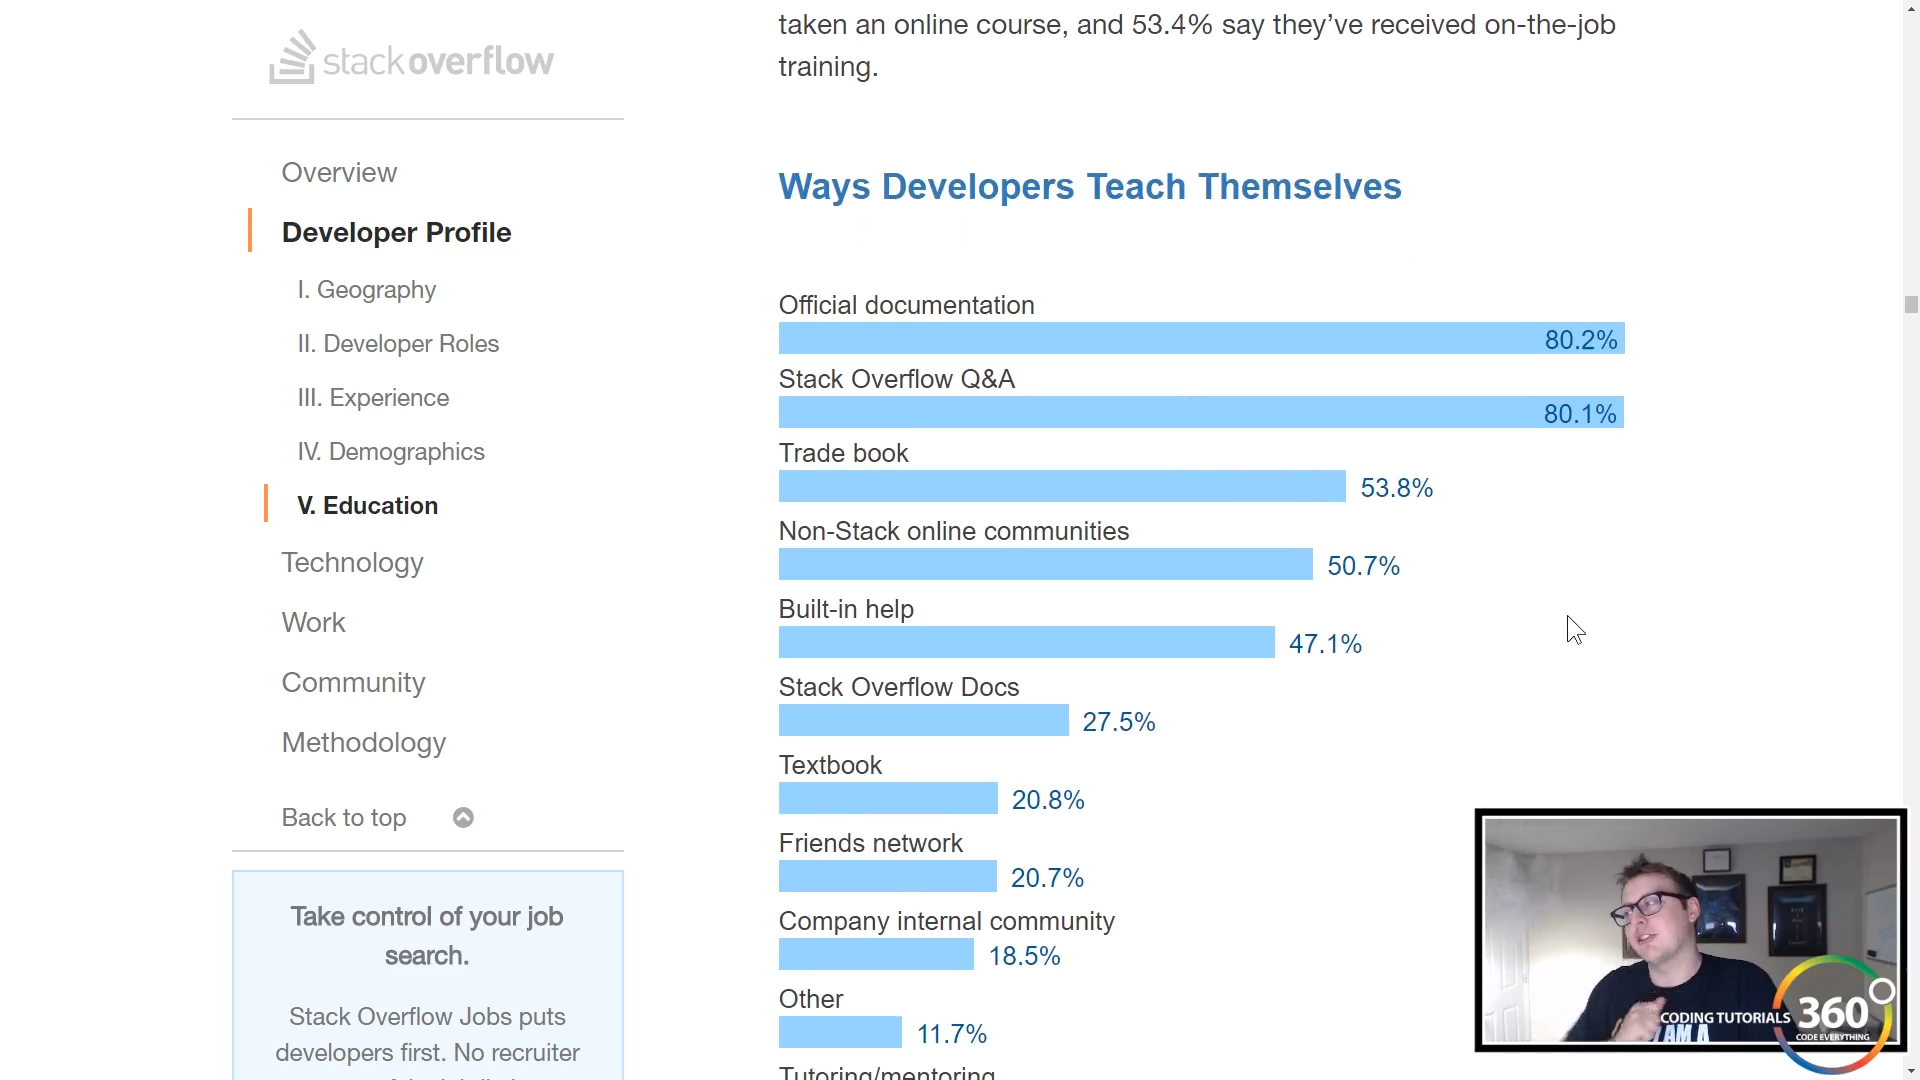 stackoverflow
Overview
Developer Profile
I. Geography
II. Developer Roles
III. Experience
IV. Demographics
V. Education
Technology
Work
Community
Methodology
Back to top
Take control of your job
search.
Stack Overflow Jobs puts
developers first. No recruiter
taken an online course, and 53.4% say they’ve received on-the-job
training.
Ways Developers Teach Themselves
Official documentation
80.2%
Stack Overflow Q&A
80.1%
Trade book
53.8%
Non-Stack online communities
50.7%
Built-in help
47.1%
Stack Overflow Docs
27.5%
Textbook
20.8%
Friends network
20.7%
Company internal community
18.5%
Other
11.7%
Tutoring/mentoring
I AM A
CODING TUTORIALS 360
CODE EVERYTHING